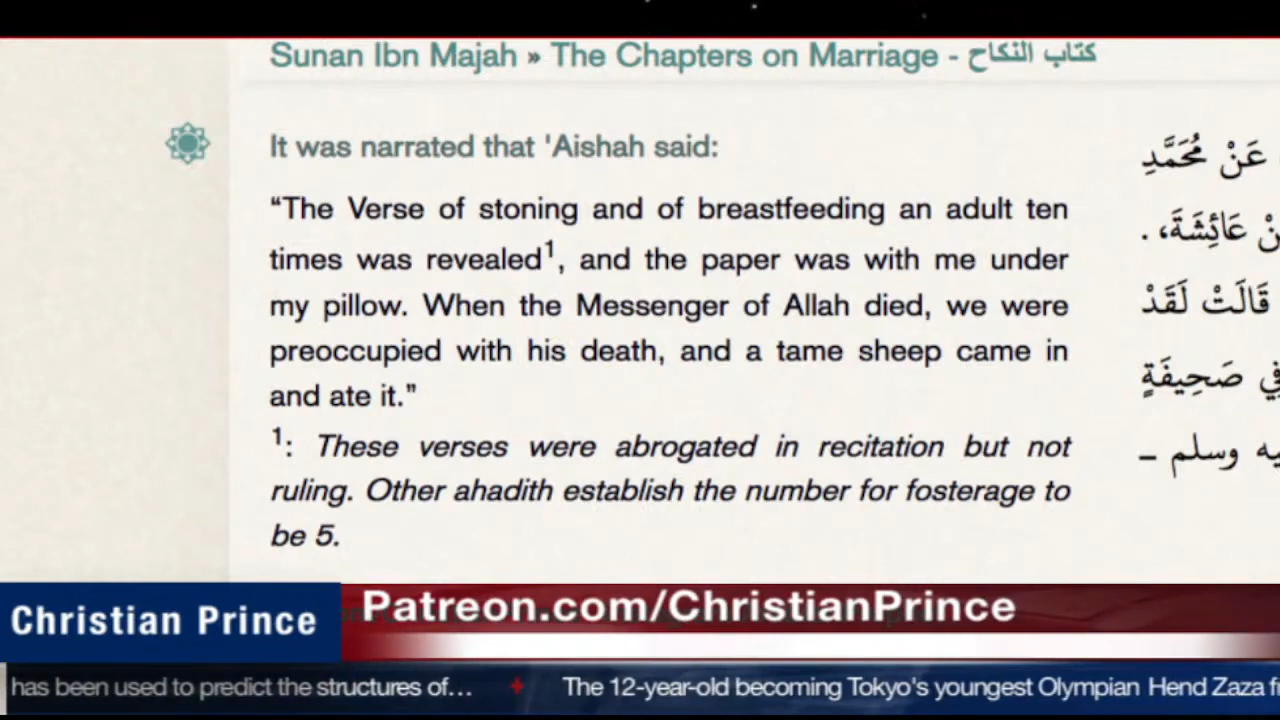 Sunan Ibn Majah » The Chapters on Marriage - كتاب النكاح
It was narrated that 'Aishah said:
“The Verse of stoning and of breastfeeding an adult ten
times was revealed1, and the paper was with me under
my pillow. When the Messenger of Allah died, we were
preoccupied with his death, and a tame sheep came in
and ate it.”
1: These verses were abrogated in recitation but not
ruling. Other ahadith establish the number for fosterage to
be 5.
عَنْ مُحَمَّدِ
عَائِشَةَ، .
قَالَتْ لَقَدْ
فِي صَحِيفَةٍ
وسلم ـ
Christian Prince
Patreon.com/ChristianPrince
has been used to predict the structures of... The 12-year-old becoming Tokyo's youngest Olympian Hend Zaza